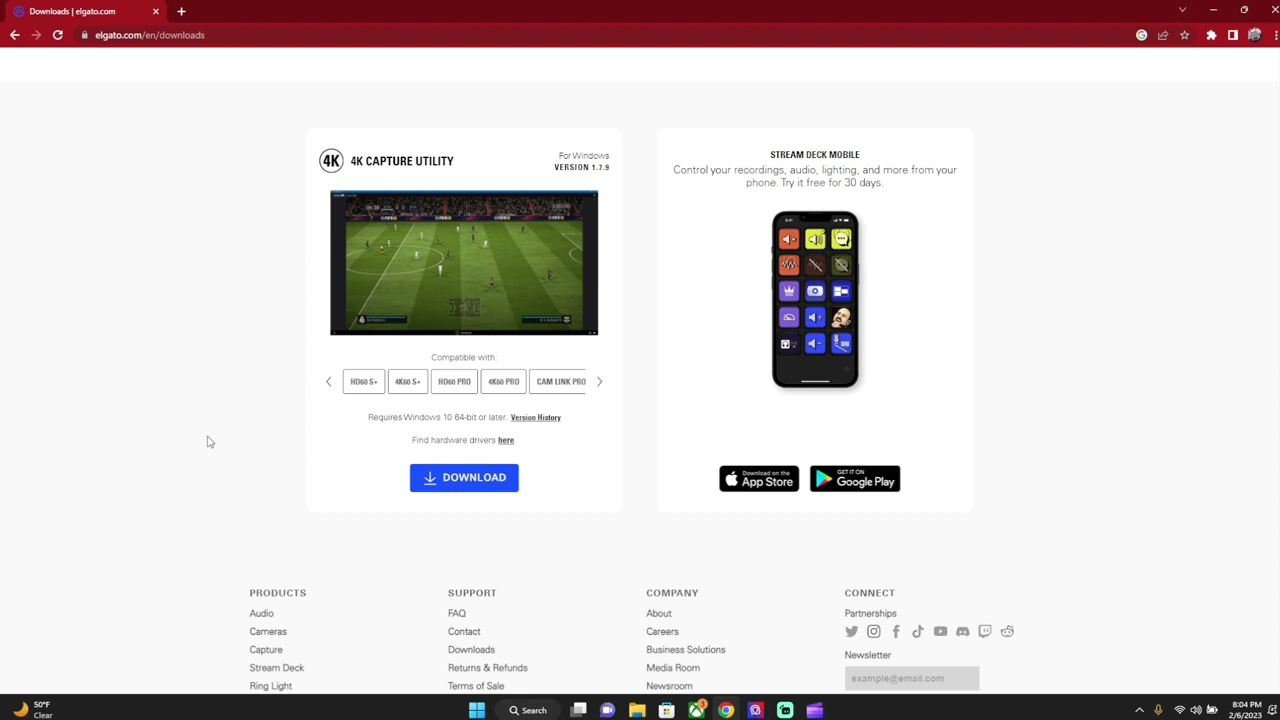 Downloads | elgato.com
elgato.com/en/downloads
4K
4K CAPTURE UTILITY
For Windows
VERSION 1.7.9
Compatible with:
HD60 S+
4K60 S+
HD60 PRO
4K60 PRO
CAM LINK PRO
Requires Windows 10 64-bit or later. Version History
Find hardware drivers here.
DOWNLOAD
STREAM DECK MOBILE
Control your recordings, audio, lighting, and more from your
phone. Try it free for 30 days.
Download on the
App Store
GET IT ON
Google Play
PRODUCTS
Audio
Cameras
Capture
Stream Deck
Ring Light
SUPPORT
FAQ
Contact
Downloads
Returns & Refunds
Terms of Sale
COMPANY
About
Careers
Business Solutions
Media Room
Newsroom
CONNECT
Partnerships
Newsletter
example@email.com
50°F
Clear
Search
3
8:04 PM
2/6/2023